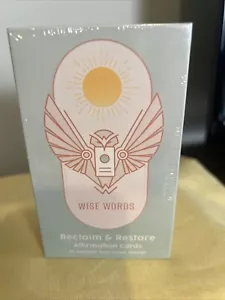 WISE WORDS
Reclaim & Restore
Affirmation Cards